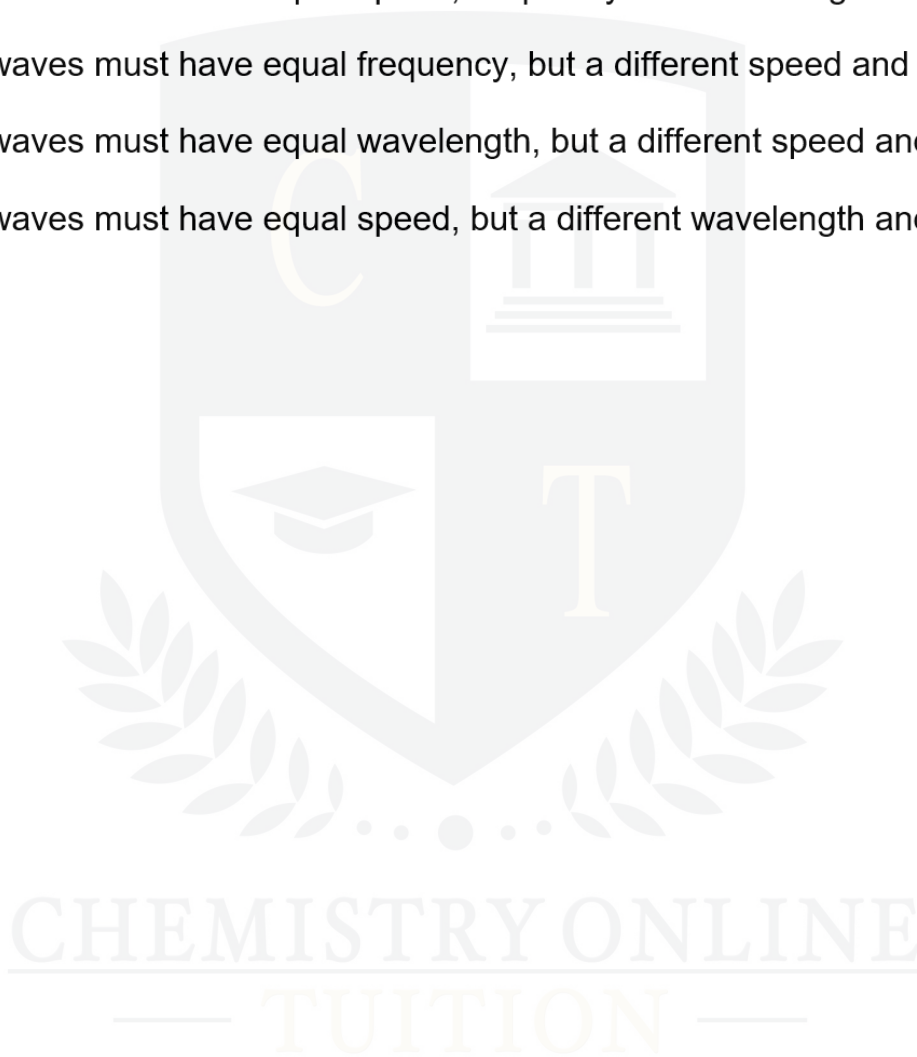 waves must have equal frequency, but a different speed and
waves must have equal wavelength, but a different speed and
waves must have equal speed, but a different wavelength and
C
T
CHEMISTRY ONLINE
TUITION